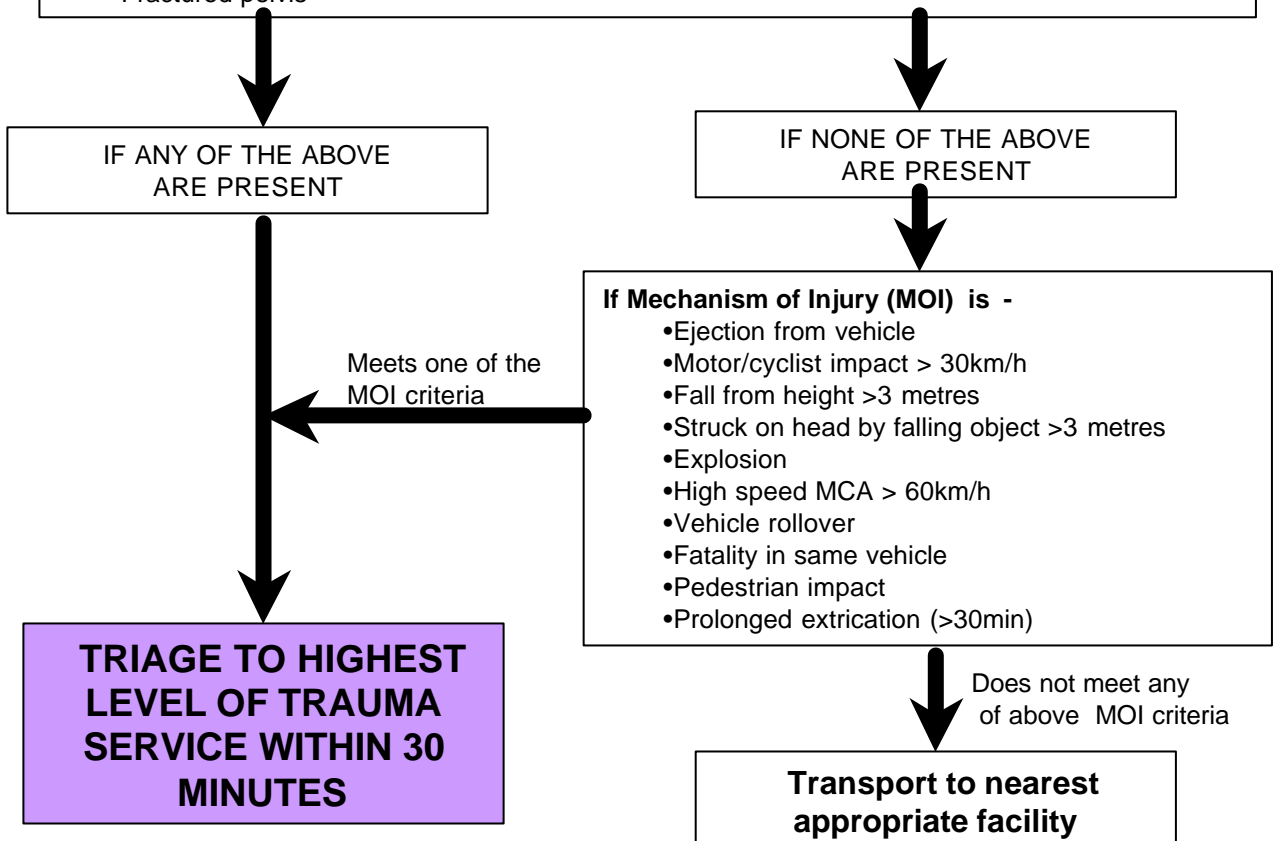 IF ANY OF THE ABOVE
ARE PRESENT
IF NONE OF THE ABOVE
ARE PRESENT
If Mechanism of Injury (MOI) is -
•Ejection from vehicle
•Motor/cyclist impact > 30km/h
•Fall from height >3 metres
•Struck on head by falling object >3 metres
•Explosion
•High speed MCA > 60km/h
•Vehicle rollover
•Fatality in same vehicle
•Pedestrian impact
•Prolonged extrication (>30min)
Meets one of the
MOI criteria
TRIAGE TO HIGHEST
LEVEL OF TRAUMA
SERVICE WITHIN 30
MINUTES
Does not meet any
of above MOI criteria
Transport to nearest
appropriate facility